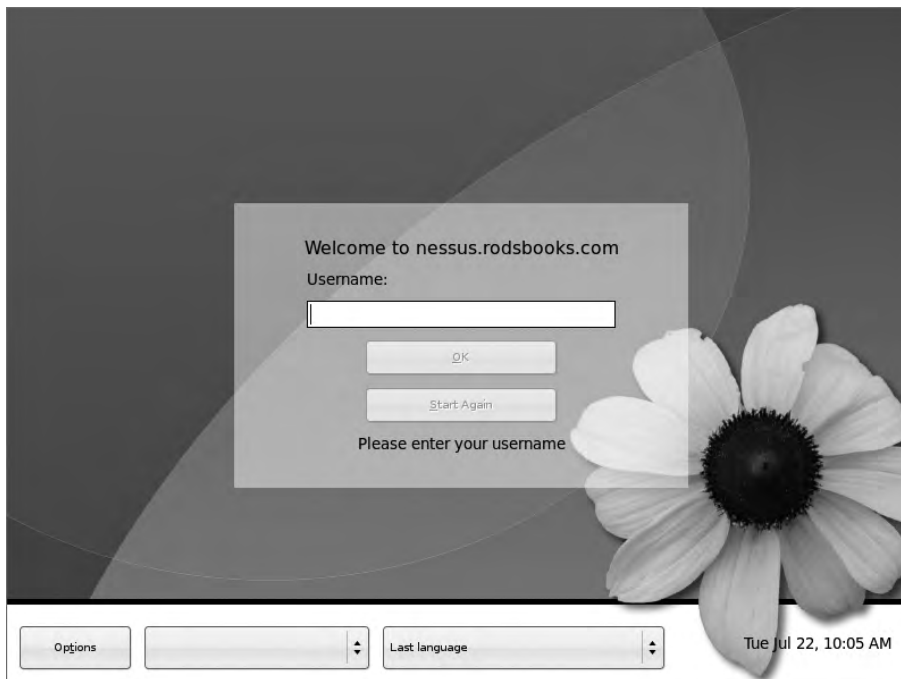 Welcome to nessus.rodsbooks.com
Username:
OK
Start Again
Please enter your username
Options
Last language
Tue Jul 22, 10:05 AM